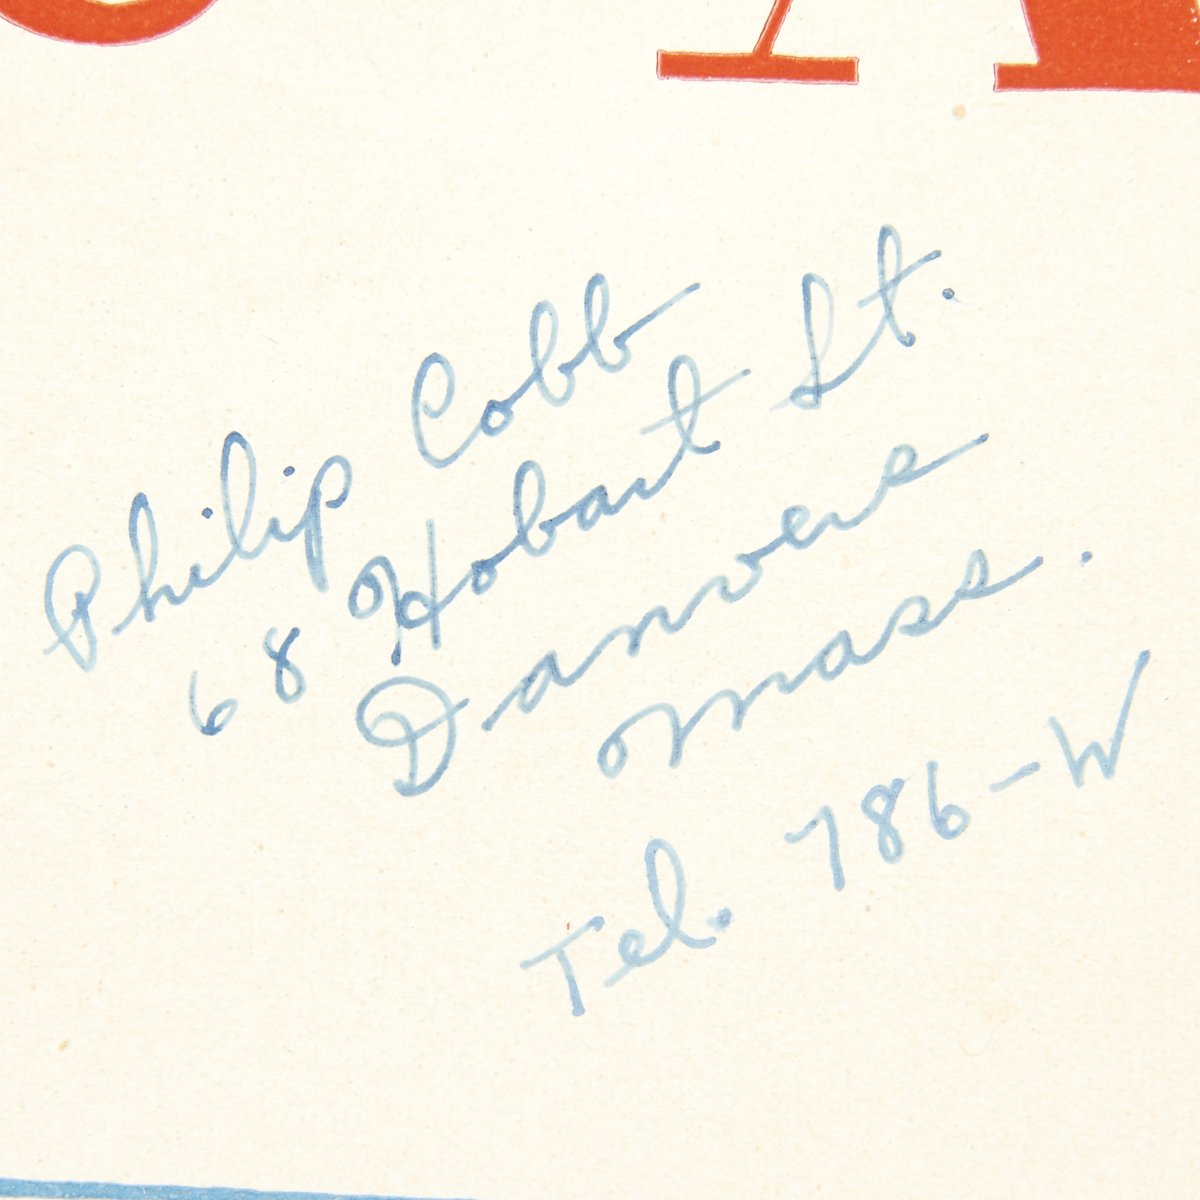 Philip Cobb
68 Hobart St.
Danvers
Mass.
Tel. 786-W